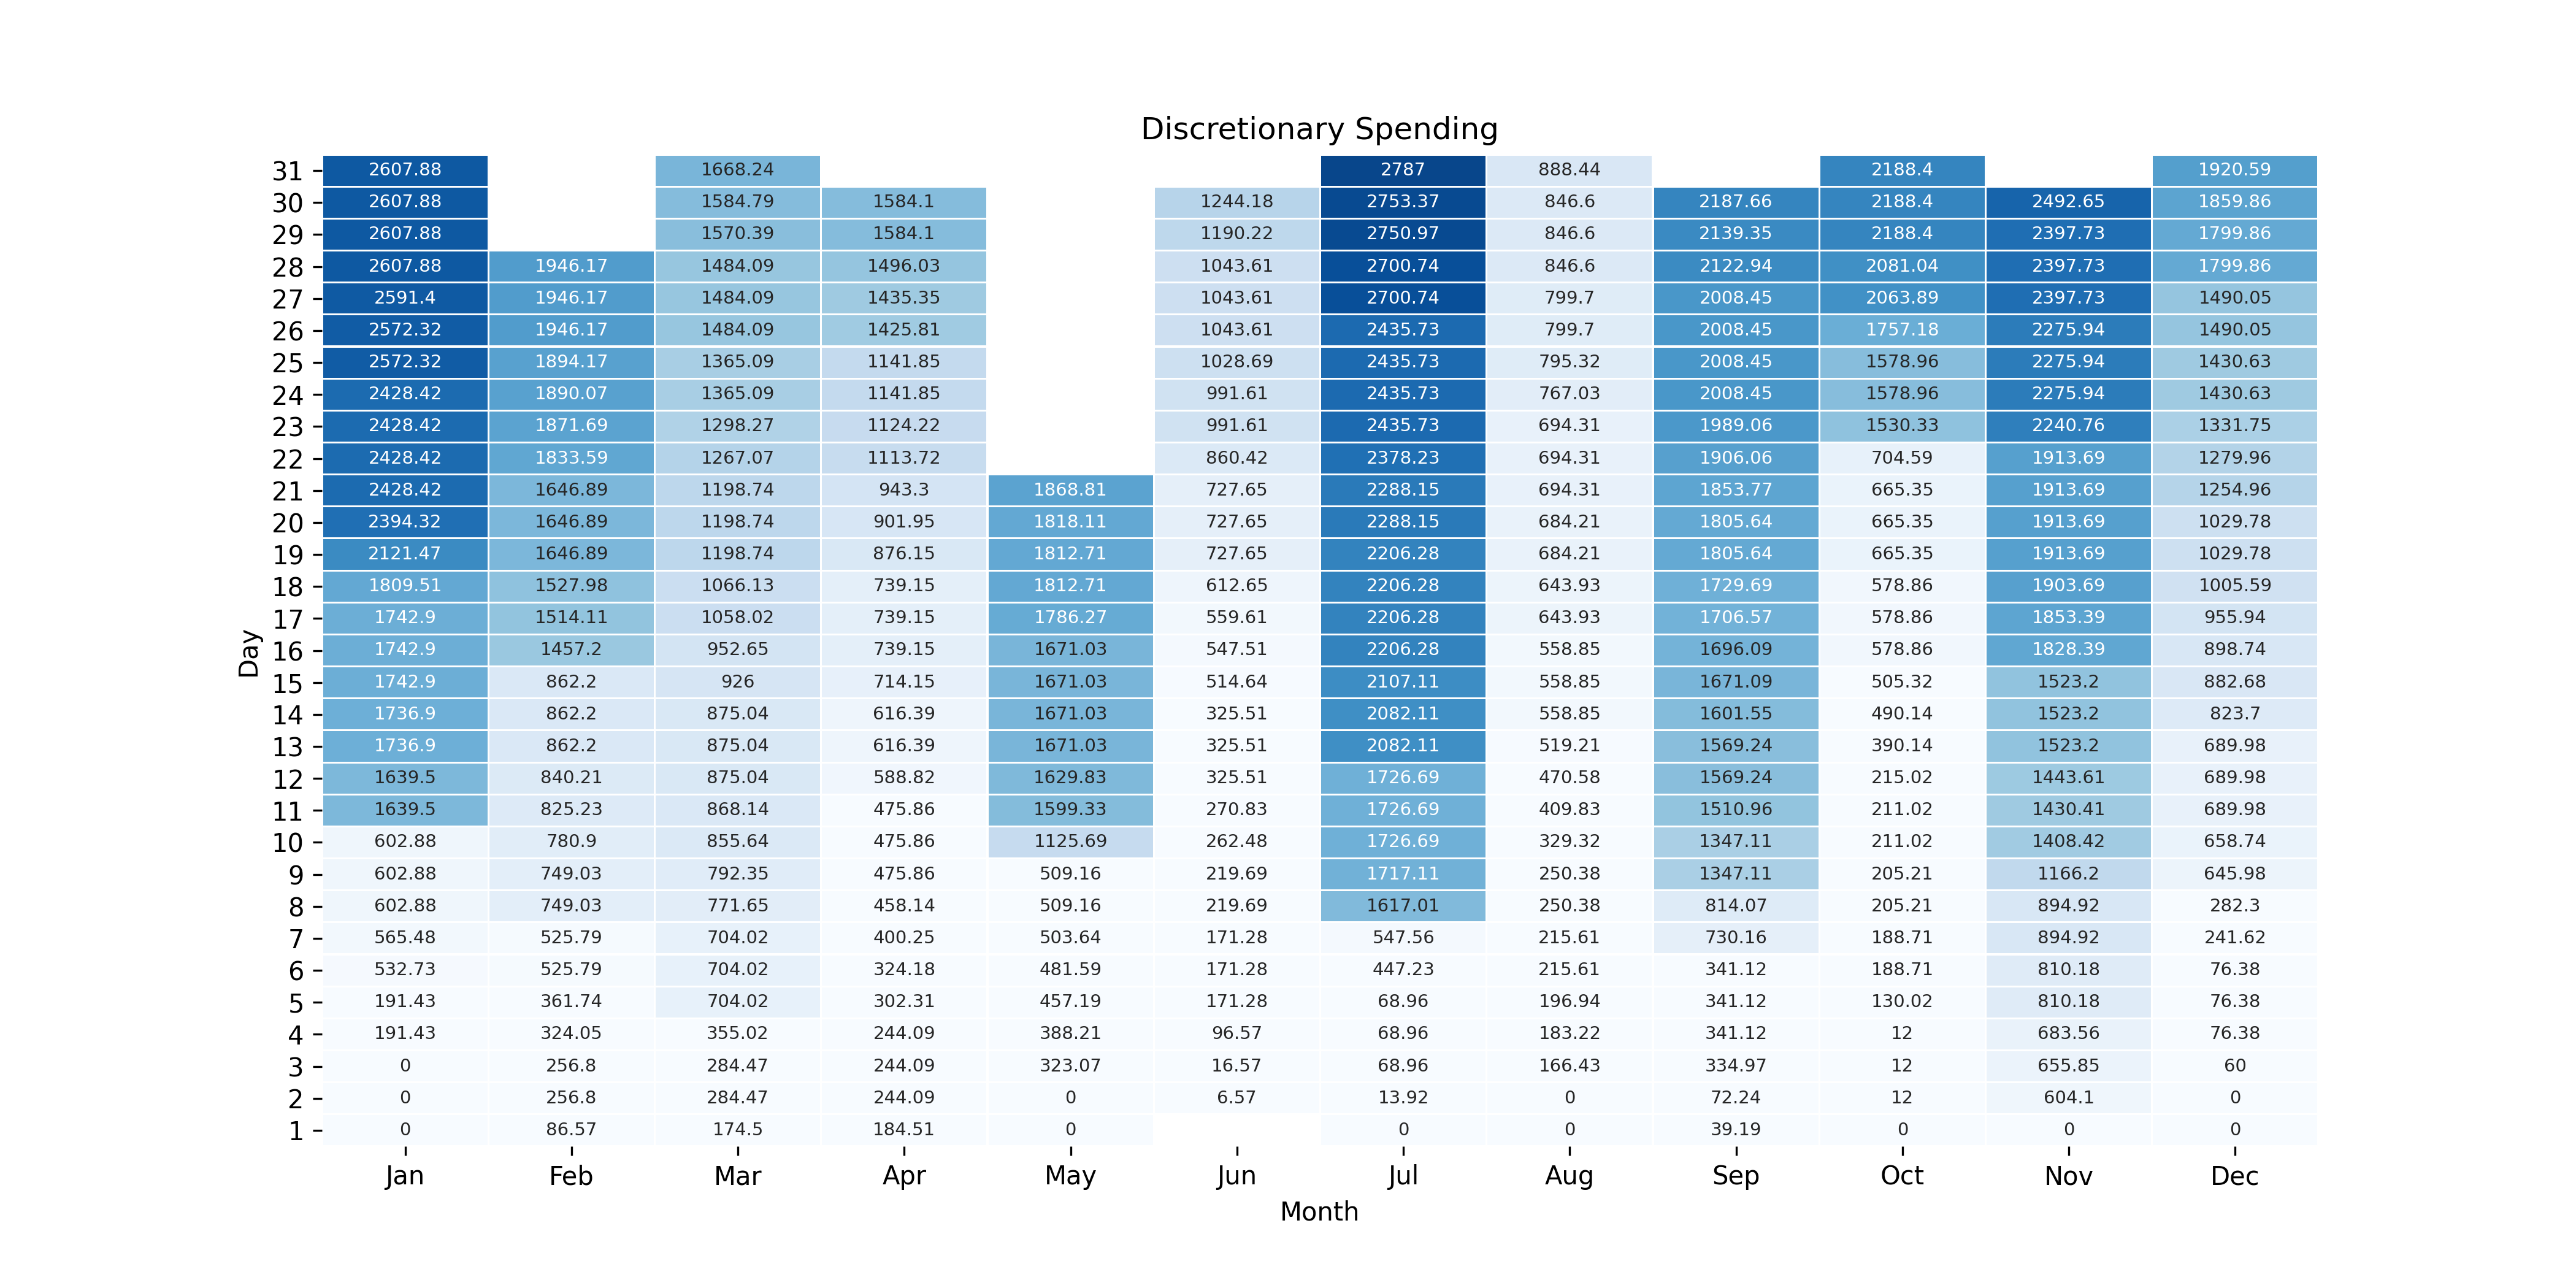 Discretionary Spending
31 2607.88 1668.24 2787 888.44 2188.4 1920.59
30 2607.88 1584.79 1584.1 1244.18 2753.37 846.6 2187.66 2188.4 2492.65 1859.86
29 2607.88 1570.39 1584.1 1190.22 2750.97 846.6 2139.35 2188.4 2397.73 1799.86
28 2607.88 1946.17 1484.09 1496.03 1043.61 2700.74 846.6 2122.94 2081.04 2397.73 1799.86
27 2591.4 1946.17 1484.09 1435.35 1043.61 2700.74 799.7 2008.45 2063.89 2397.73 1490.05
26 2572.32 1946.17 1484.09 1425.81 1043.61 2435.73 799.7 2008.45 1757.18 2275.94 1490.05
25 2572.32 1894.17 1365.09 1141.85 1028.69 2435.73 795.32 2008.45 1578.96 2275.94 1430.63
24 2428.42 1890.07 1365.09 1141.85 991.61 2435.73 767.03 2008.45 1578.96 2275.94 1430.63
23 2428.42 1871.69 1298.27 1124.22 991.61 2435.73 694.31 1989.06 1530.33 2240.76 1331.75
22 2428.42 1833.59 1267.07 1113.72 860.42 2378.23 694.31 1906.06 704.59 1913.69 1279.96
21 2428.42 1646.89 1198.74 943.3 1868.81 727.65 2288.15 694.31 1853.77 665.35 1913.69 1254.96
20 2394.32 1646.89 1198.74 901.95 1818.11 727.65 2288.15 684.21 1805.64 665.35 1913.69 1029.78
19 2121.47 1646.89 1198.74 876.15 1812.71 727.65 2206.28 684.21 1805.64 665.35 1913.69 1029.78
18 1809.51 1527.98 1066.13 739.15 1812.71 612.65 2206.28 643.93 1729.69 578.86 1903.69 1005.59
17 1742.9 1514.11 1058.02 739.15 1786.27 559.61 2206.28 643.93 1706.57 578.86 1853.39 955.94
16 1742.9 1457.2 952.65 739.15 1671.03 547.51 2206.28 558.85 1696.09 578.86 1828.39 898.74
15 1742.9 862.2 926 714.15 1671.03 514.64 2107.11 558.85 1671.09 505.32 1523.2 882.68
14 1736.9 862.2 875.04 616.39 1671.03 325.51 2082.11 558.85 1601.55 490.14 1523.2 823.7
13 1736.9 862.2 875.04 616.39 1671.03 325.51 2082.11 519.21 1569.24 390.14 1523.2 689.98
12 1639.5 840.21 875.04 588.82 1629.83 325.51 1726.69 470.58 1569.24 215.02 1443.61 689.98
11 1639.5 825.23 868.14 475.86 1599.33 270.83 1726.69 409.83 1510.96 211.02 1430.41 689.98
10 602.88 780.9 855.64 475.86 1125.69 262.48 1726.69 329.32 1347.11 211.02 1408.42 658.74
9 602.88 749.03 792.35 475.86 509.16 219.69 1717.11 250.38 1347.11 205.21 1166.2 645.98
8 602.88 749.03 771.65 458.14 509.16 219.69 1617.01 250.38 814.07 205.21 894.92 282.3
7 565.48 525.79 704.02 400.25 503.64 171.28 547.56 215.61 730.16 188.71 894.92 241.62
6 532.73 525.79 704.02 324.18 481.59 171.28 447.23 215.61 341.12 188.71 810.18 76.38
5 191.43 361.74 704.02 302.31 457.19 171.28 68.96 196.94 341.12 130.02 810.18 76.38
4 191.43 324.05 355.02 244.09 388.21 96.57 68.96 183.22 341.12 12 683.56 76.38
3 0 256.8 284.47 244.09 323.07 16.57 68.96 166.43 334.97 12 655.85 60
2 0 256.8 284.47 244.09 0 6.57 13.92 0 72.24 12 604.1 0
1 0 86.57 174.5 184.51 0 0 0 39.19 0 0 0
Day
Jan Feb Mar Apr May Jun Jul Aug Sep Oct Nov Dec
Month